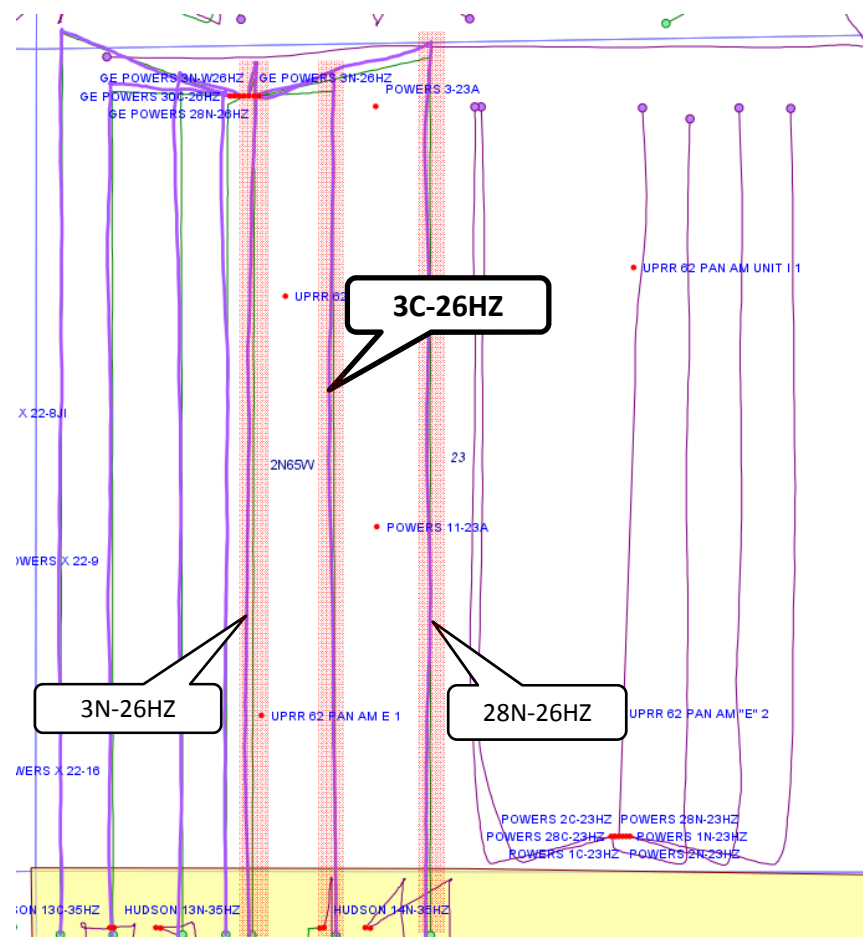 GE POWERS 3N-W26HZ GE POWERS 3N-26HZ
GE POWERS 30C-26HZ
GE POWERS 28N-26HZ
POWERS 3-23A
UPRR 62 PAN AM UNIT I 1
UPRR 62
3C-26HZ
X 22-8JI
2N65W
23
POWERS 11-23A
OWERS X 22-9
3N-26HZ
28N-26HZ
UPRR 62 PAN AM E 1
UPRR 62 PAN AM "E" 2
WERS X 22-16
POWERS 2C-23HZ POWERS 28N-23HZ
POWERS 28C-23HZ POWERS 1N-23HZ
POWERS 1C-23HZ POWERS 2N-23HZ
SON 13C-35HZ HUDSON 13N-35HZ HUDSON 14N-35HZ